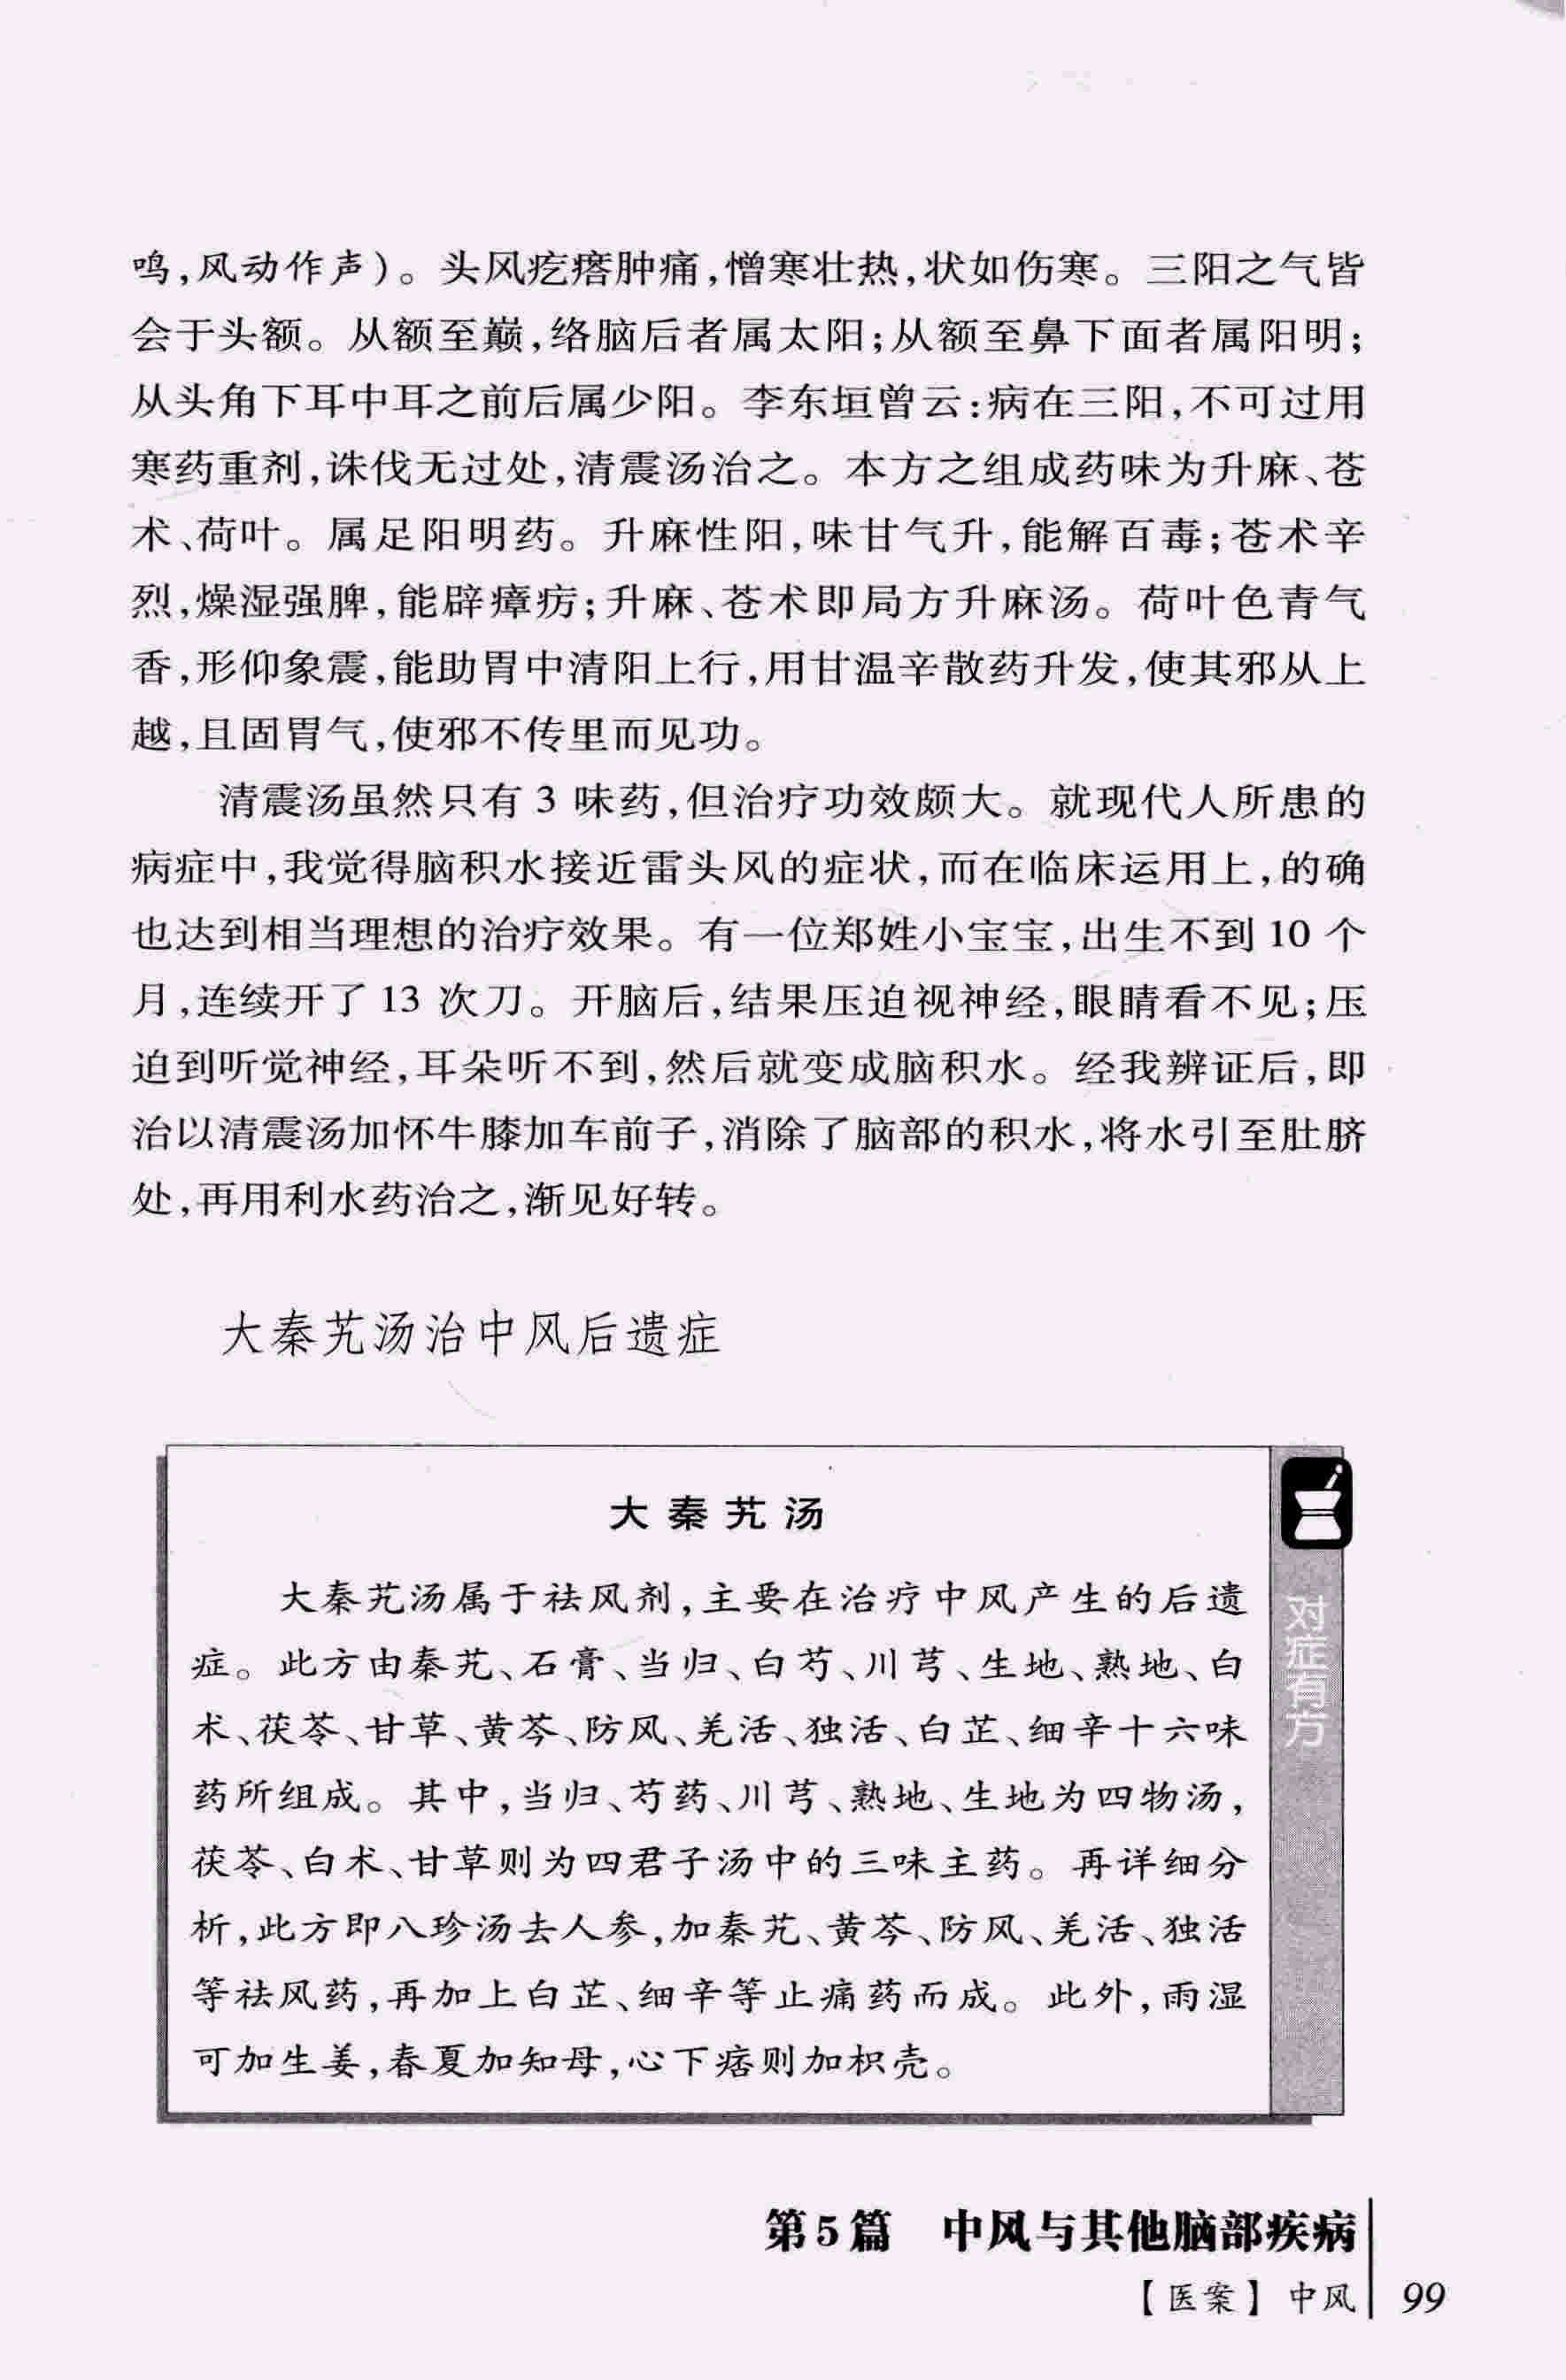 鸣,风动作声)。头风疙瘩肿痛,憎寒壮热,状如伤寒。三阳之气皆
会于头额。从额至巅,络脑后者属太阳;从额至鼻下面者属阳明;
从头角下耳中耳之前后属少阳。李东垣曾云:病在三阳,不可过用
寒药重剂,诛伐无过处,清震汤治之。本方之组成药味为升麻、苍
术、荷叶。属足阳明药。升麻性阳,味甘气升,能解百毒;苍术辛
烈,燥湿强脾,能辟瘴疠;升麻、苍术即局方升麻汤。荷叶色青气
香,形仰象震,能助胃中清阳上行,用甘温辛散药升发,使其邪从上
越,且固胃气,使邪不传里而见功。
清震汤虽然只有 3 味药,但治疗功效颇大。就现代人所患的
病症中,我觉得脑积水接近雷头风的症状,而在临床运用上,的确
也达到相当理想的治疗效果。有一位郑姓小宝宝,出生不到 10 个
月,连续开了 13 次刀。开脑后,结果压迫视神经,眼睛看不见;压
迫到听觉神经,耳朵听不到,然后就变成脑积水。经我辨证后,即
治以清震汤加怀牛膝加车前子,消除了脑部的积水,将水引至肚脐
处,再用利水药治之,渐见好转。
大秦艽汤治中风后遗症
大秦艽汤
大秦艽汤属于祛风剂,主要在治疗中风产生的后遗
症。此方由秦艽、石膏、当归、白芍、川芎、生地、熟地、白
术、茯苓、甘草、黄芩、防风、羌活、独活、白芷、细辛十六味
药所组成。其中,当归、芍药、川芎、熟地、生地为四物汤,
茯苓、白术、甘草则为四君子汤中的三味主药。再详细分
析,此方即八珍汤去人参,加秦艽、黄芩、防风、羌活、独活
等祛风药,再加上白芷、细辛等止痛药而成。此外,雨湿
可加生姜,春夏加知母,心下痞则加枳壳。
对症有方
第5篇 中风与其他脑部疾病
【医案】中风 99